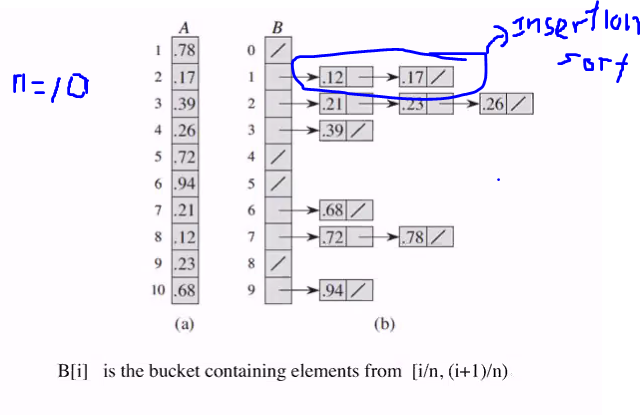 Insertion
sort
n=10
A B
1 .78 0 /
2 .17 1 .12 .17 /
3 .39 2 .21 .23 .26 /
4 .26 3 .39 /
5 .72 4 /
6 .94 5 /
7 .21 6 .68 /
8 .12 7 .72 .78 /
9 .23 8 /
10 .68 9 .94 /
(a) (b)
B[i] is the bucket containing elements from [i/n, (i+1)/n)